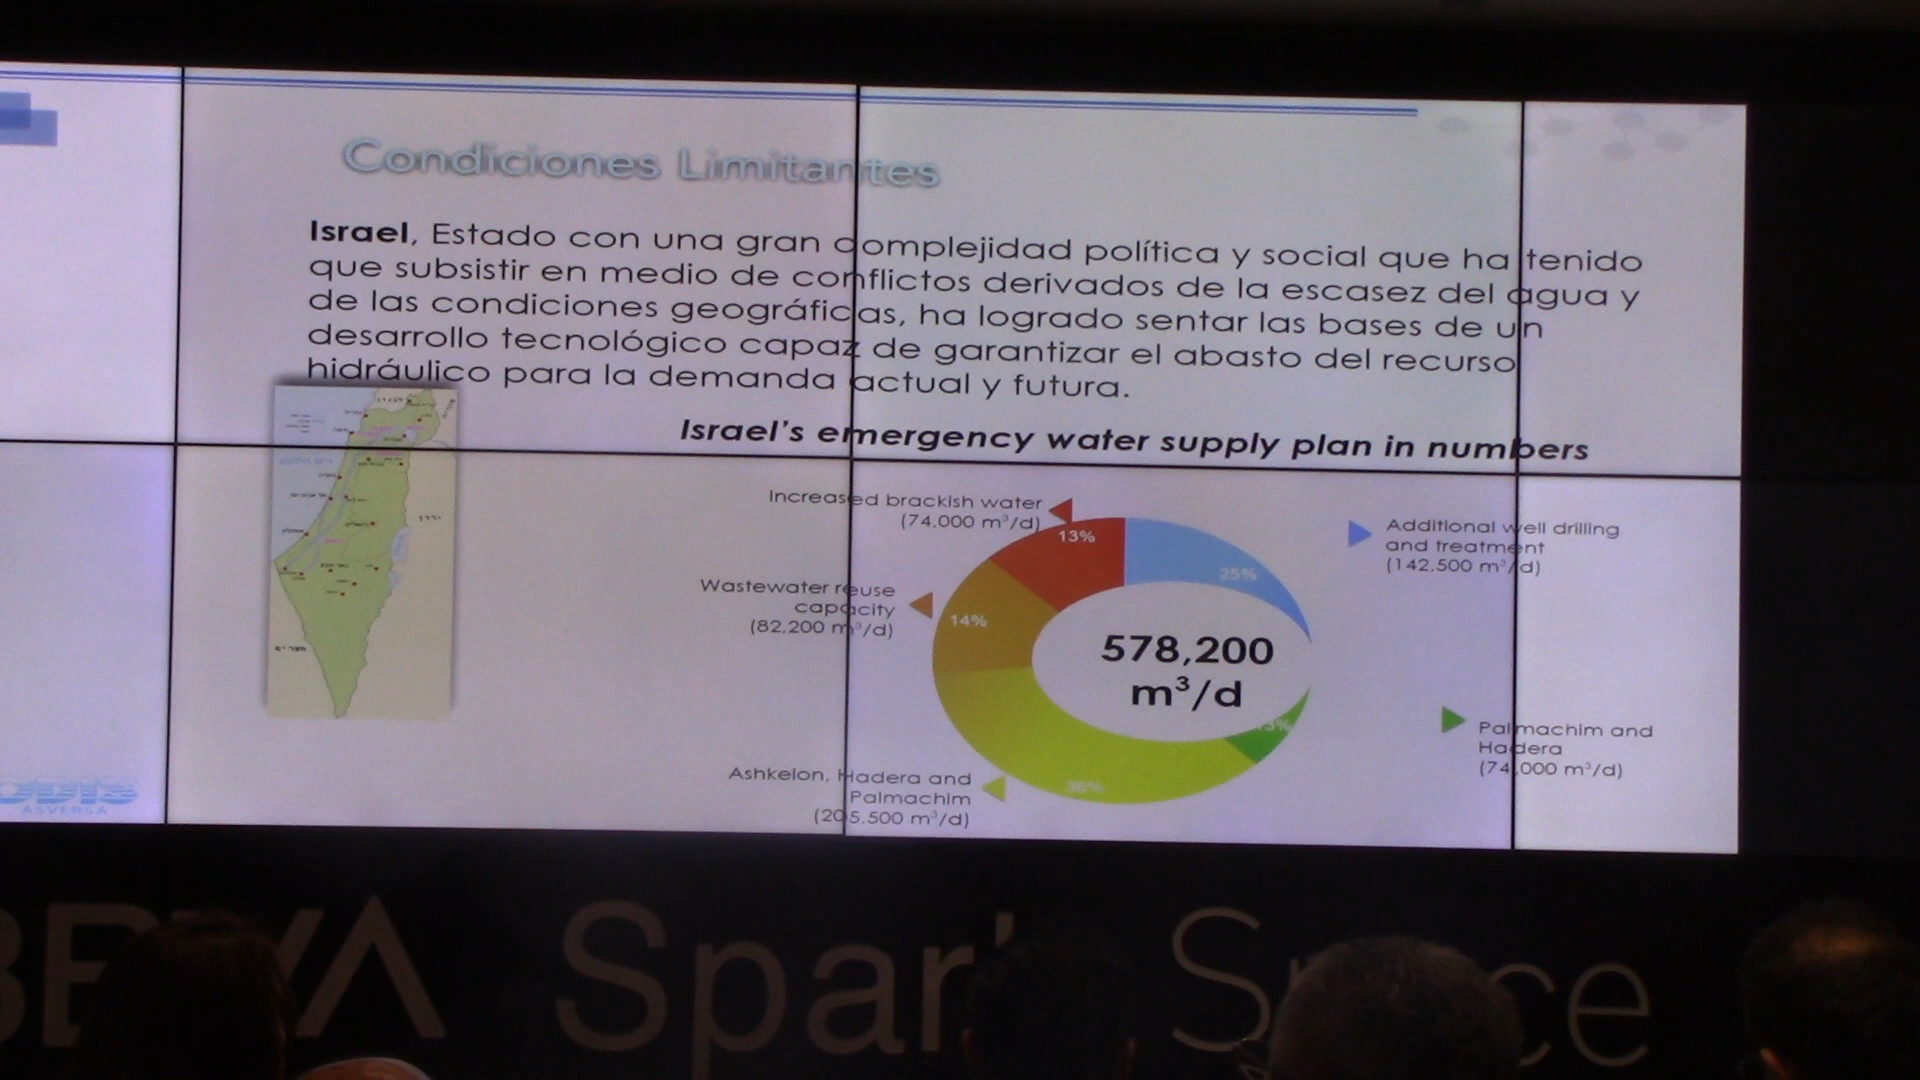 Condiciones Limitantes
Israel, Estado con una gran complejidad política y social que ha tenido
que subsistir en medio de conflictos derivados de la escasez del agua y
de las condiciones geográficas, ha logrado sentar las bases de un
desarrollo tecnológico capaz de garantizar el abasto del recurso
hidráulico para la demanda actual y futura.
Israel's emergency water supply plan in numbers
Increased brackish water
(74,000 m³/d)
13%
25%
Additional well drilling
and treatment
(142,500 m³/d)
Wastewater reuse
capacity
(82,200 m³/d)
14%
578,200
m³/d
Palmachim and
Hadera
(74,000 m³/d)
Ashkelon, Hadera and
Palmachim
(205,500 m³/d)
36%
ASVERSA
Spark Space